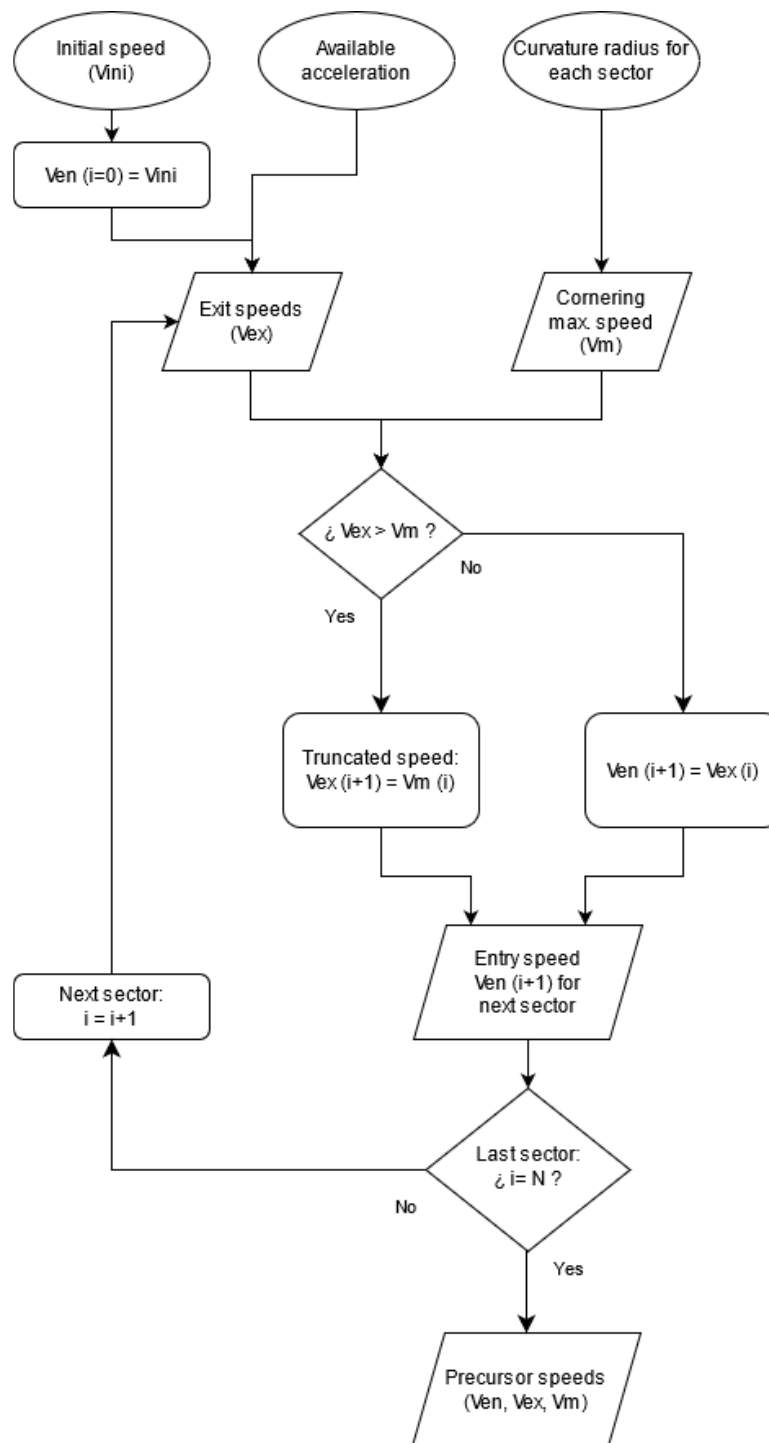 Initial speed
(Vini)
Available
acceleration
Curvature radius for
each sector
Ven (i=0) = Vini
Exit speeds
(Vex)
Cornering
max. speed
(Vm)
¿ Vex > Vm ?
No
Yes
Truncated speed:
Vex (i+1) = Vm (i)
Ven (i+1) = Vex (i)
Entry speed
Ven (i+1) for
next sector
Next sector:
i = i+1
Last sector:
¿ i= N ?
No
Yes
Precursor speeds
(Ven, Vex, Vm)